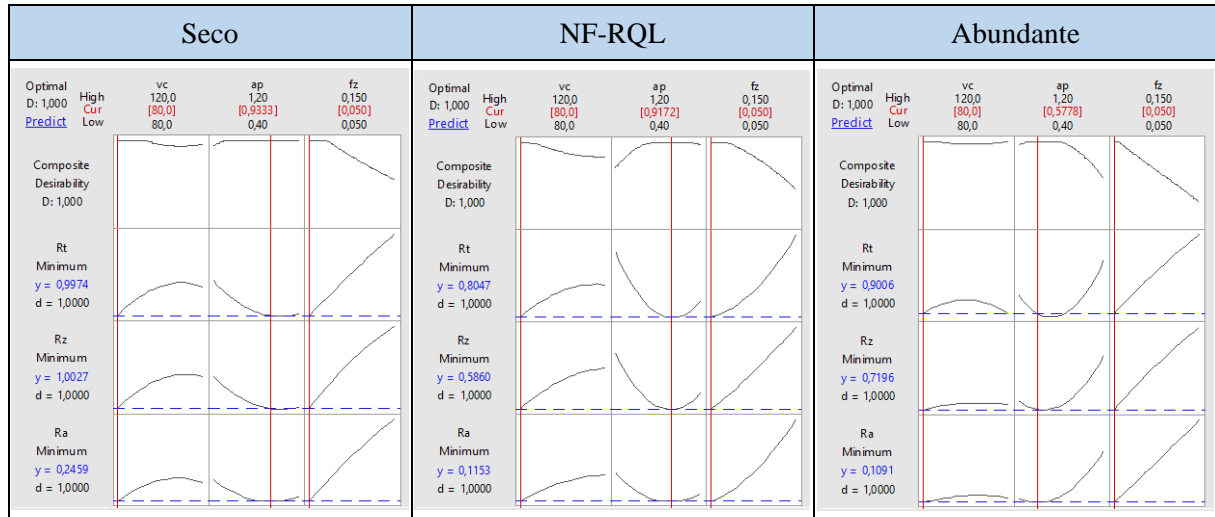 Seco
NF-RQL
Abundante
Optimal
D: 1,000
Predict
High
Cur
Low
vc
120,0
[80,0]
80,0
ap
1,20
[0,9333]
0,40
fz
0,150
[0,050]
0,050
Composite
Desirability
D: 1,000
Rt
Minimum
y = 0,9974
d = 1,0000
Rz
Minimum
y = 1,0027
d = 1,0000
Ra
Minimum
y = 0,2459
d = 1,0000
Optimal
D: 1,000
Predict
High
Cur
Low
vc
120,0
[80,0]
80,0
ap
1,20
[0,9172]
0,40
fz
0,150
[0,050]
0,050
Composite
Desirability
D: 1,000
Rt
Minimum
y = 0,8047
d = 1,0000
Rz
Minimum
y = 0,5860
d = 1,0000
Ra
Minimum
y = 0,1153
d = 1,0000
Optimal
D: 1,000
Predict
High
Cur
Low
vc
120,0
[80,0]
80,0
ap
1,20
[0,5778]
0,40
fz
0,150
[0,050]
0,050
Composite
Desirability
D: 1,000
Rt
Minimum
y = 0,9006
d = 1,0000
Rz
Minimum
y = 0,7196
d = 1,0000
Ra
Minimum
y = 0,1091
d = 1,0000